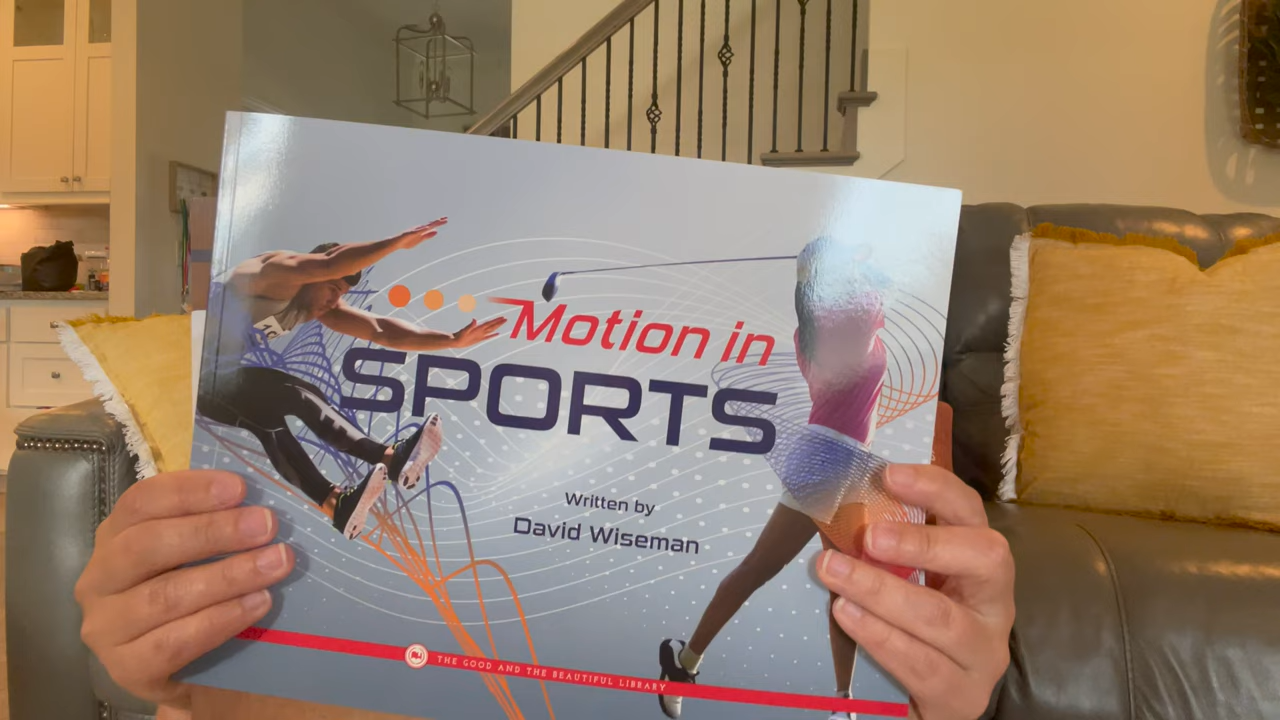 Motion in
SPORTS
Written by
David Wiseman
THE GOOD AND THE BEAUTIFUL LIBRARY